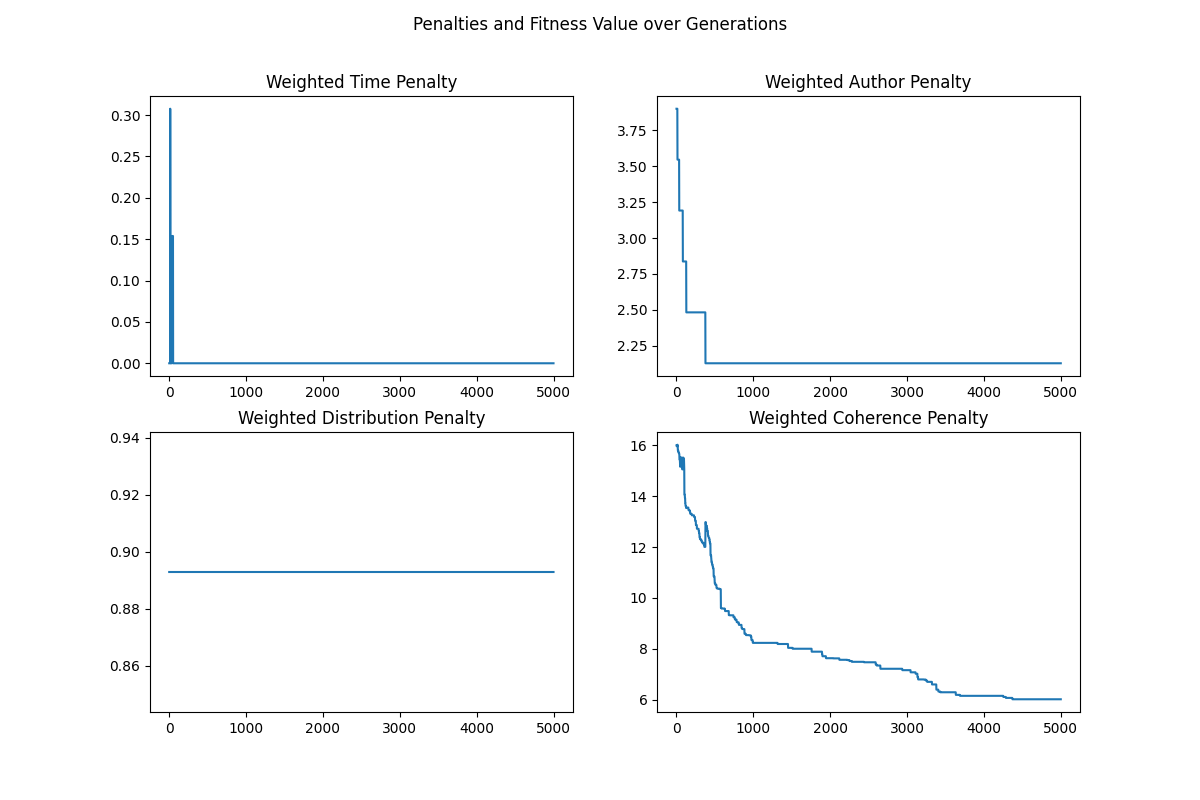 Penalties and Fitness Value over Generations
Weighted Time Penalty
0.30
0.25
0.20
0.15
0.10
0.05
0.00
0 1000 2000 3000 4000 5000
Weighted Author Penalty
3.75
3.50
3.25
3.00
2.75
2.50
2.25
0 1000 2000 3000 4000 5000
Weighted Distribution Penalty
0.94
0.92
0.90
0.88
0.86
0 1000 2000 3000 4000 5000
Weighted Coherence Penalty
16
14
12
10
8
6
0 1000 2000 3000 4000 5000